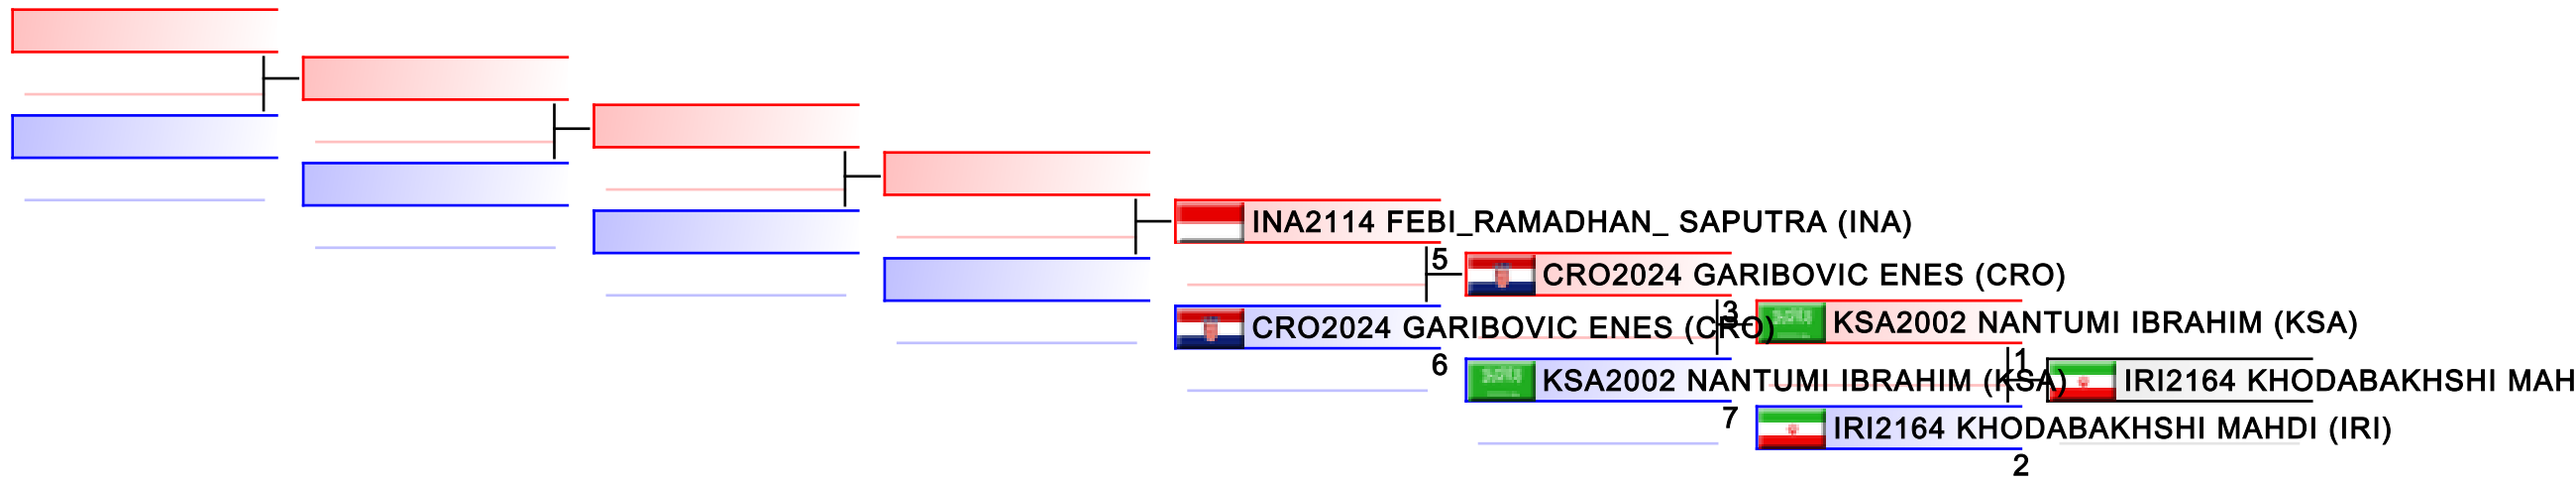 INA2114 FEBI_RAMADHAN_ SAPUTRA (INA)
5
CRO2024 GARIBOVIC ENES (CRO)
3
KSA2002 NANTUMI IBRAHIM (KSA)
CRO2024 GARIBOVIC ENES (CRO)
1
6
KSA2002 NANTUMI IBRAHIM (KSA)
IRI2164 KHODABAKHSHI MAH
7
IRI2164 KHODABAKHSHI MAHDI (IRI)
2